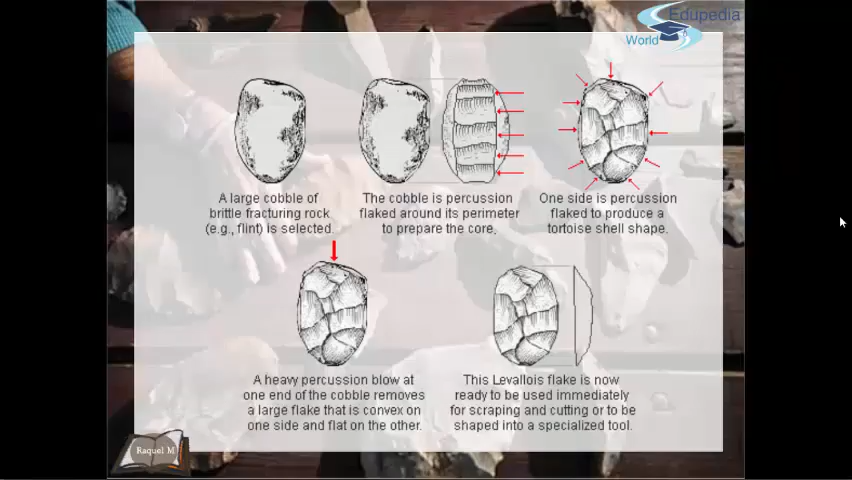 Edupedia
World
A large cobble of
brittle fracturing rock
(e.g., flint) is selected.
The cobble is percussion
flaked around its perimeter
to prepare the core.
One side is percussion
flaked to produce a
tortoise shell shape.
A heavy percussion blow at
one end of the cobble removes
a large flake that is convex on
one side and flat on the other.
This Levallois flake is now
ready to be used immediately
for scraping and cutting or to be
shaped into a specialized tool.
Raquel M